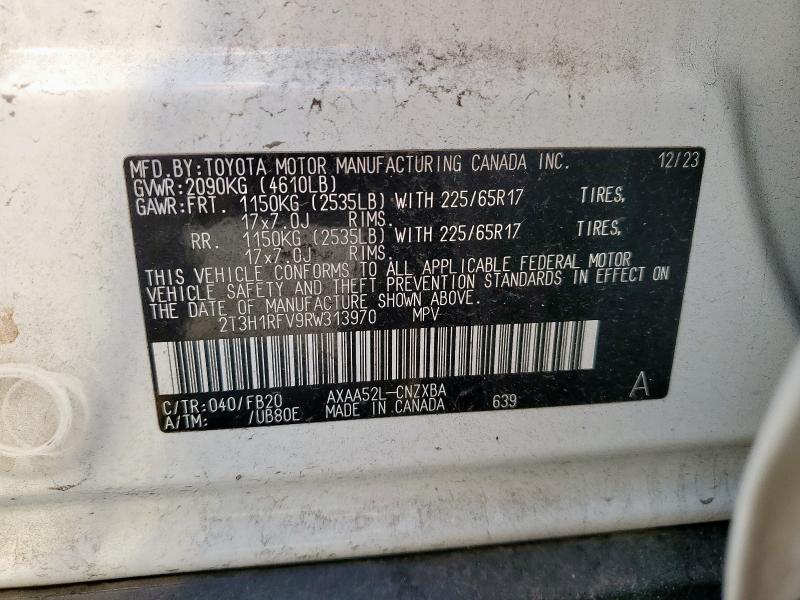 MFD.BY:TOYOTA MOTOR MANUFACTURING CANADA INC. 12/23
GVWR:2090KG (4610LB)
GAWR:FRT. 1150KG (2535LB) WITH 225/65R17 TIRES,
17x7.0J RIMS.
RR. 1150KG (2535LB) WITH 225/65R17 TIRES,
17x7.0J RIMS.
THIS VEHICLE CONFORMS TO ALL APPLICABLE FEDERAL MOTOR
VEHICLE SAFETY AND THEFT PREVENTION STANDARDS IN EFFECT ON
THE DATE OF MANUFACTURE SHOWN ABOVE.
2T3H1RFV9RW313970 MPV
C/TR:040/FB20 AXAA52L-CNZXBA A
A/TM: /UB80E MADE IN CANADA 639